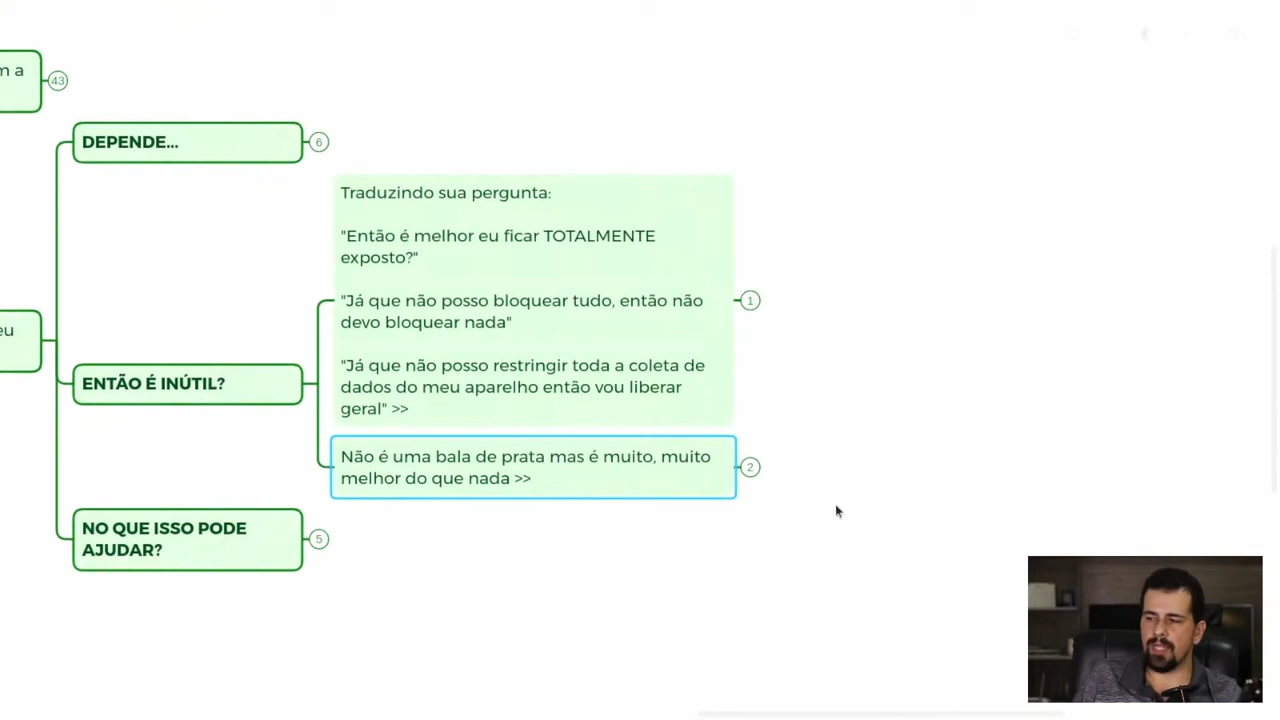 m a
43
DEPENDE...
6
Traduzindo sua pergunta:
"Então é melhor eu ficar TOTALMENTE
exposto?"
"Já que não posso bloquear tudo, então não
devo bloquear nada"
1
"Já que não posso restringir toda a coleta de
dados do meu aparelho então vou liberar
geral" >>
eu
ENTÃO É INÚTIL?
Não é uma bala de prata mas é muito, muito
melhor do que nada >>
2
NO QUE ISSO PODE
AJUDAR?
5